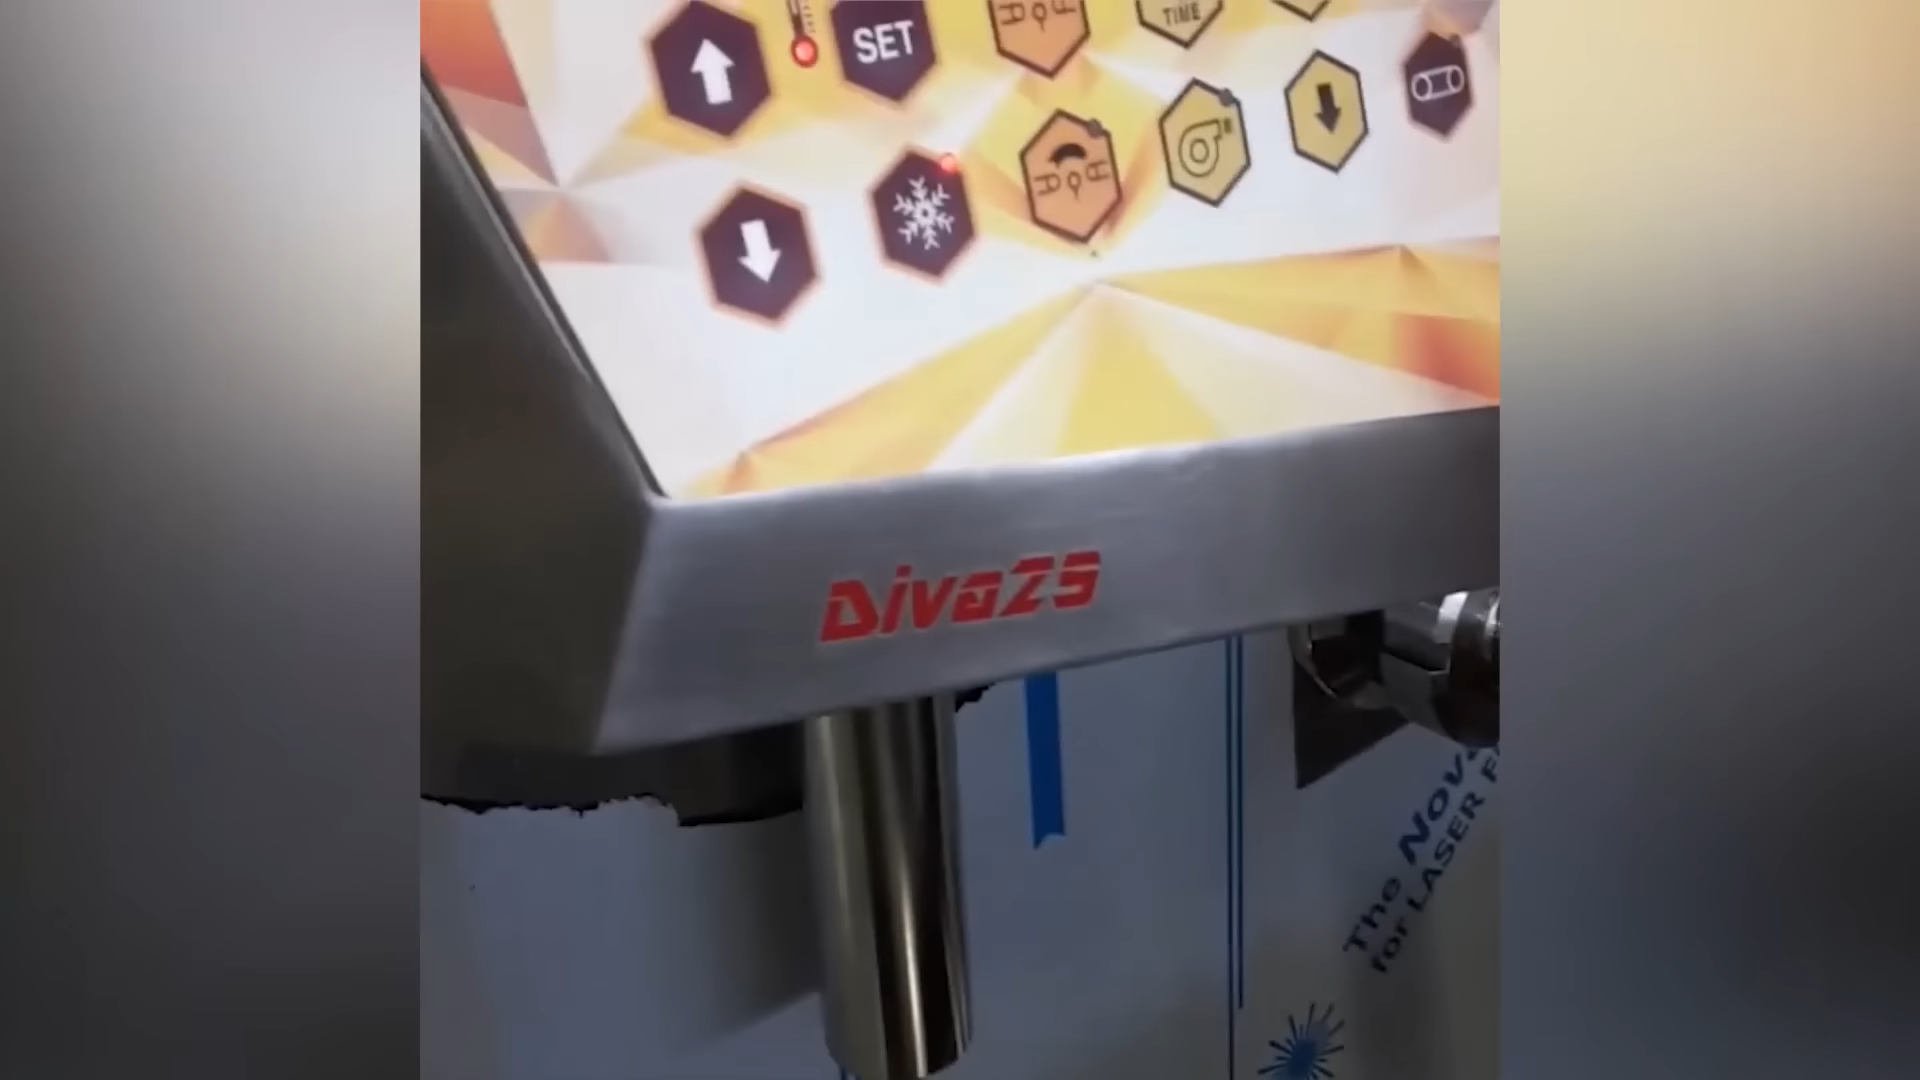 SET
TIME
Diva25
The Nov
for LASER F